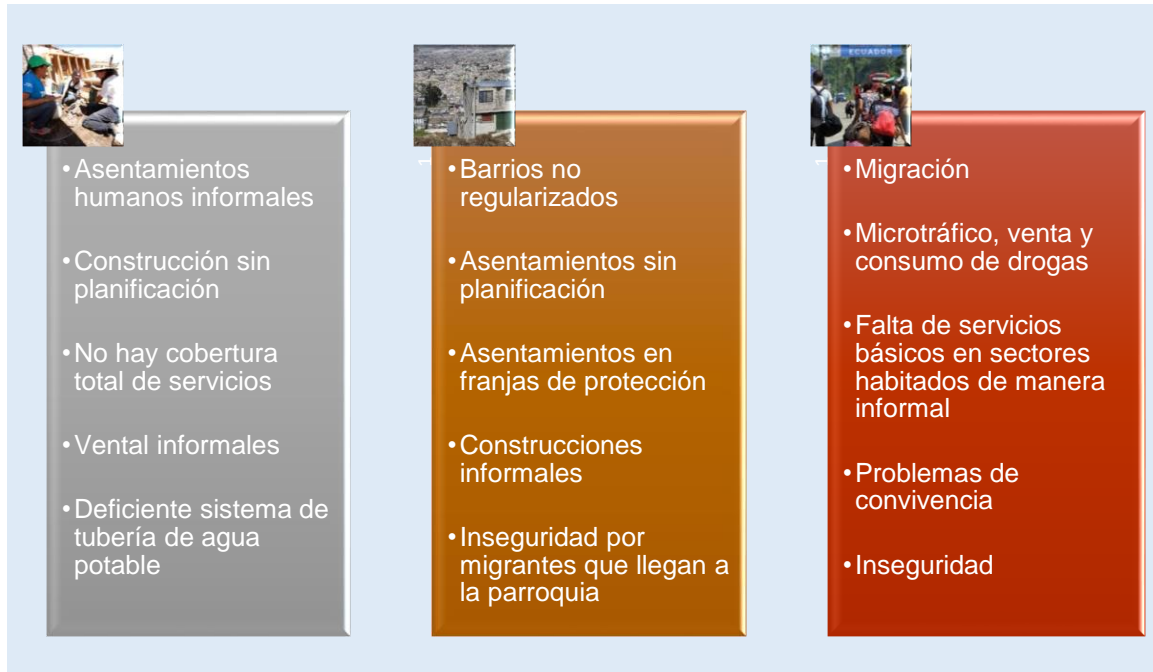 ECUADOR
•Asentamientos
humanos informales
•Construcción sin
planificación
•No hay cobertura
total de servicios
•Vental informales
•Deficiente sistema de
tubería de agua
potable
1
•Barrios no
regularizados
•Asentamientos sin
planificación
•Asentamientos en
franjas de protección
•Construcciones
informales
•Inseguridad por
migrantes que llegan a
la parroquia
1
•Migración
•Microtráfico, venta y
consumo de drogas
•Falta de servicios
básicos en sectores
habitados de manera
informal
•Problemas de
convivencia
•Inseguridad